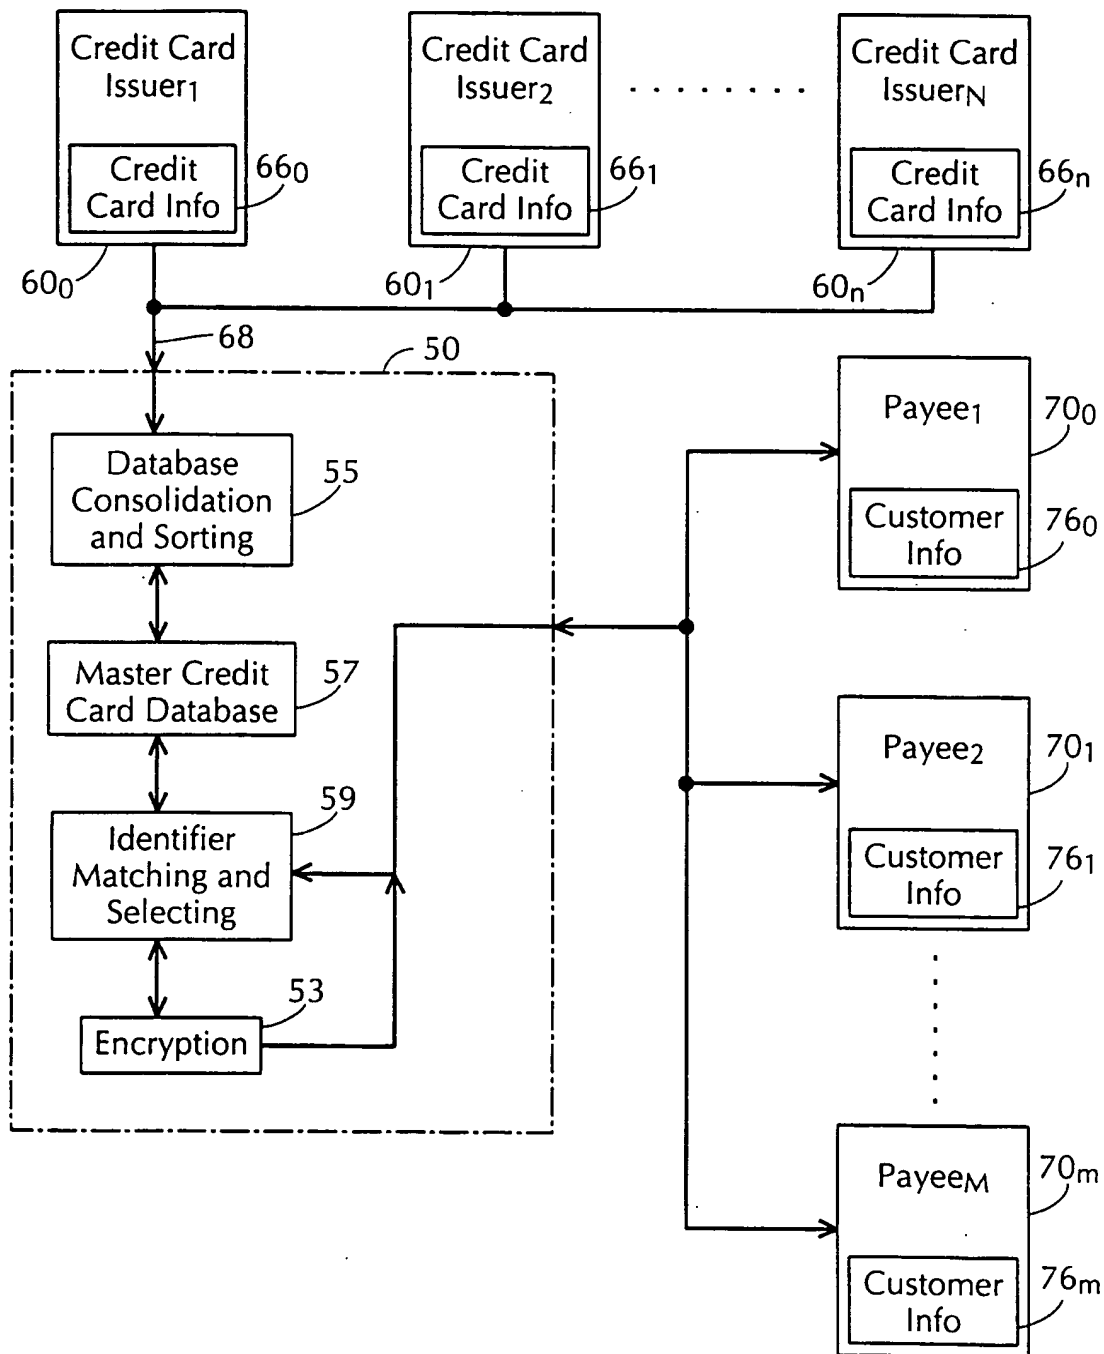 Credit Card
Issuer₁
Credit
Card Info
66₀
60₀
Credit Card
Issuer₂
Credit
Card Info
66₁
60₁
Credit Card
Issuer_N
Credit
Card Info
66ₙ
60ₙ
68
50
Database
Consolidation
and Sorting
55
Master Credit
Card Database
57
Identifier
Matching and
Selecting
59
Encryption
53
Payee₁
70₀
Customer
Info
76₀
Payee₂
70₁
Customer
Info
76₁
Payee_M
70ₘ
Customer
Info
76ₘ